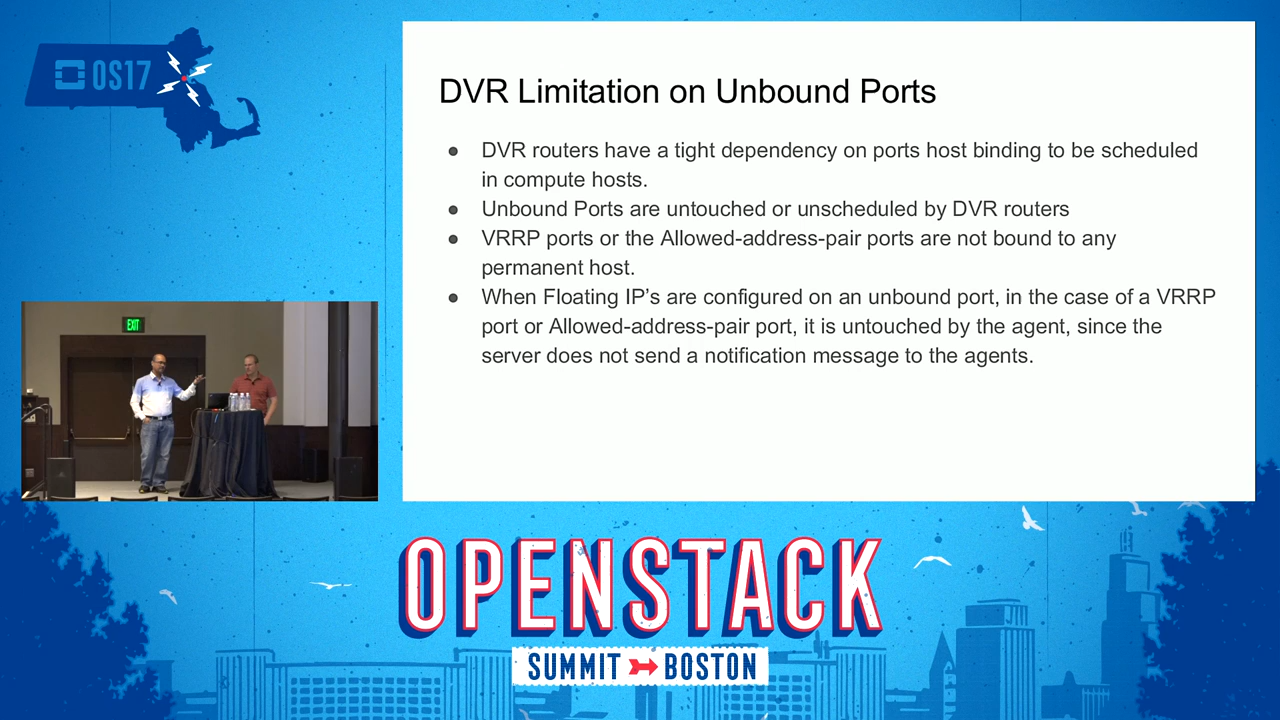 OS17
DVR Limitation on Unbound Ports
● DVR routers have a tight dependency on ports host binding to be scheduled
in compute hosts.
● Unbound Ports are untouched or unscheduled by DVR routers
● VRRP ports or the Allowed-address-pair ports are not bound to any
permanent host.
● When Floating IP’s are configured on an unbound port, in the case of a VRRP
port or Allowed-address-pair port, it is untouched by the agent, since the
server does not send a notification message to the agents.
EXIT
OPENSTACK
SUMMIT BOSTON